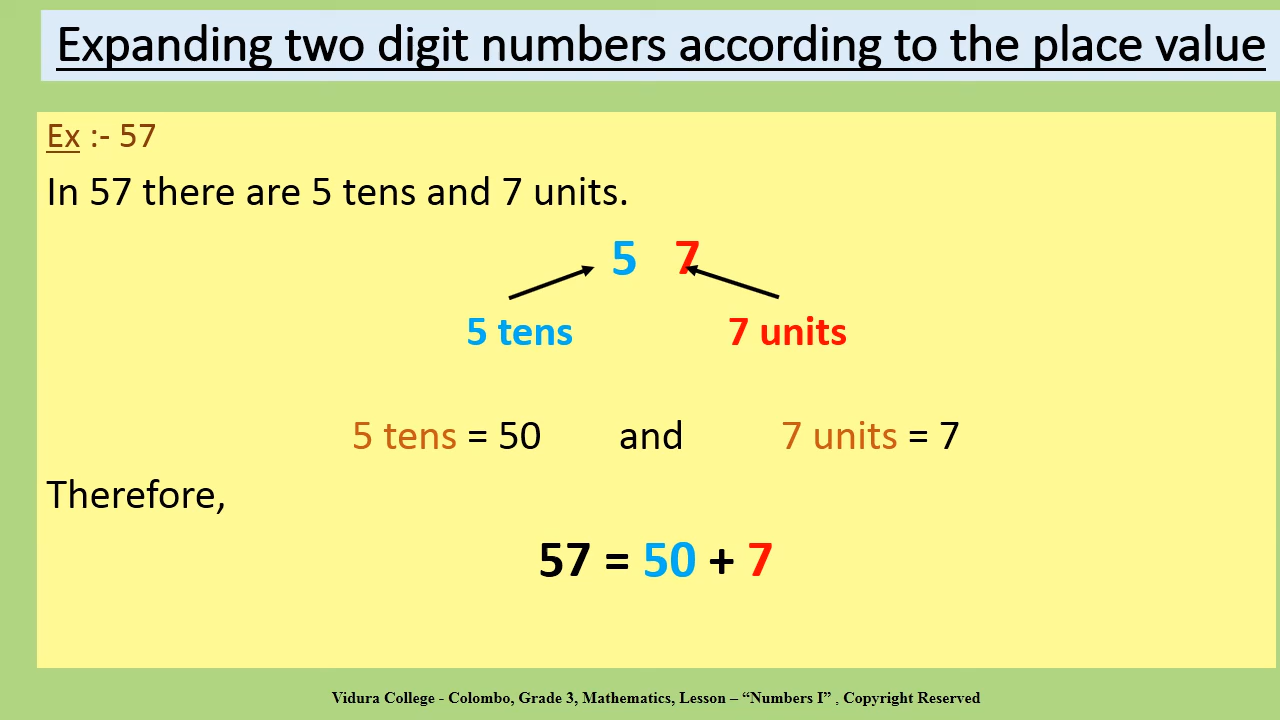 Expanding two digit numbers according to the place value
Ex :- 57
In 57 there are 5 tens and 7 units.
5 7
5 tens 7 units
5 tens = 50 and 7 units = 7
Therefore,
57 = 50 + 7
Vidura College - Colombo, Grade 3, Mathematics, Lesson – “Numbers I” , Copyright Reserved